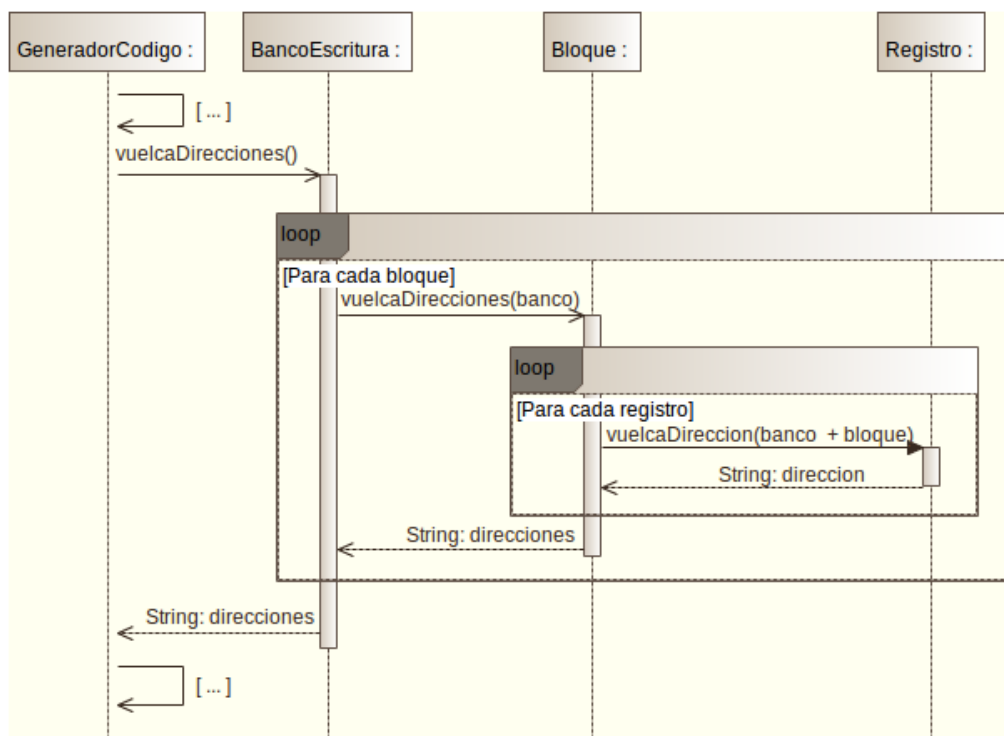 GeneradorCodigo :
BancoEscritura :
Bloque :
Registro :
[ ... ]
vuelcaDirecciones()
loop
[Para cada bloque]
vuelcaDirecciones(banco)
loop
[Para cada registro]
vuelcaDireccion(banco + bloque)
String: direccion
String: direcciones
String: direcciones
[ ... ]